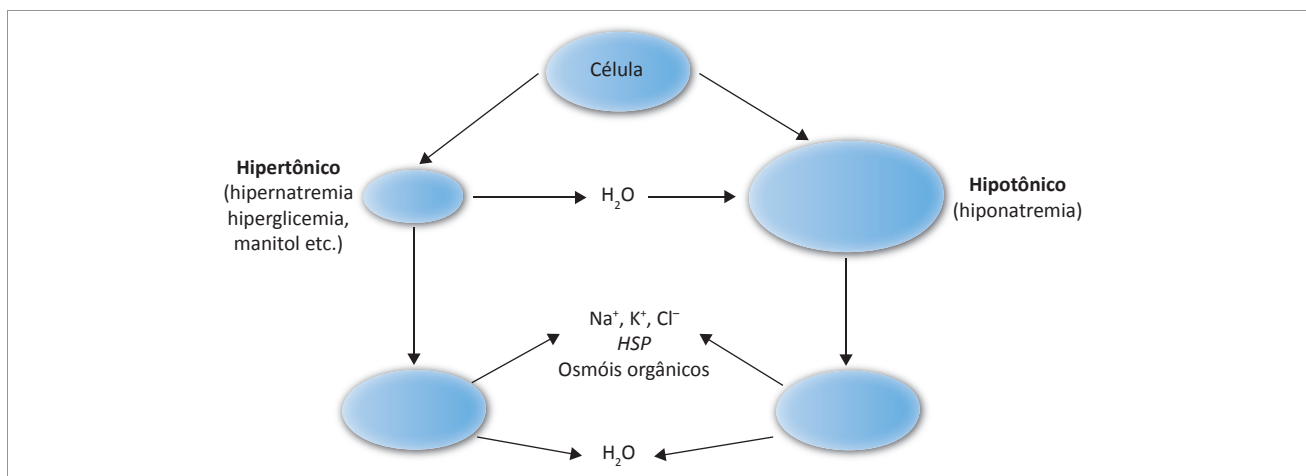 Célula
Hipertônico
(hipernatremia
hiperglicemia,
manitol etc.)
H₂O
Hipotônico
(hiponatremia)
Na⁺, K⁺, Cl⁻
HSP
Osmóis orgânicos
H₂O